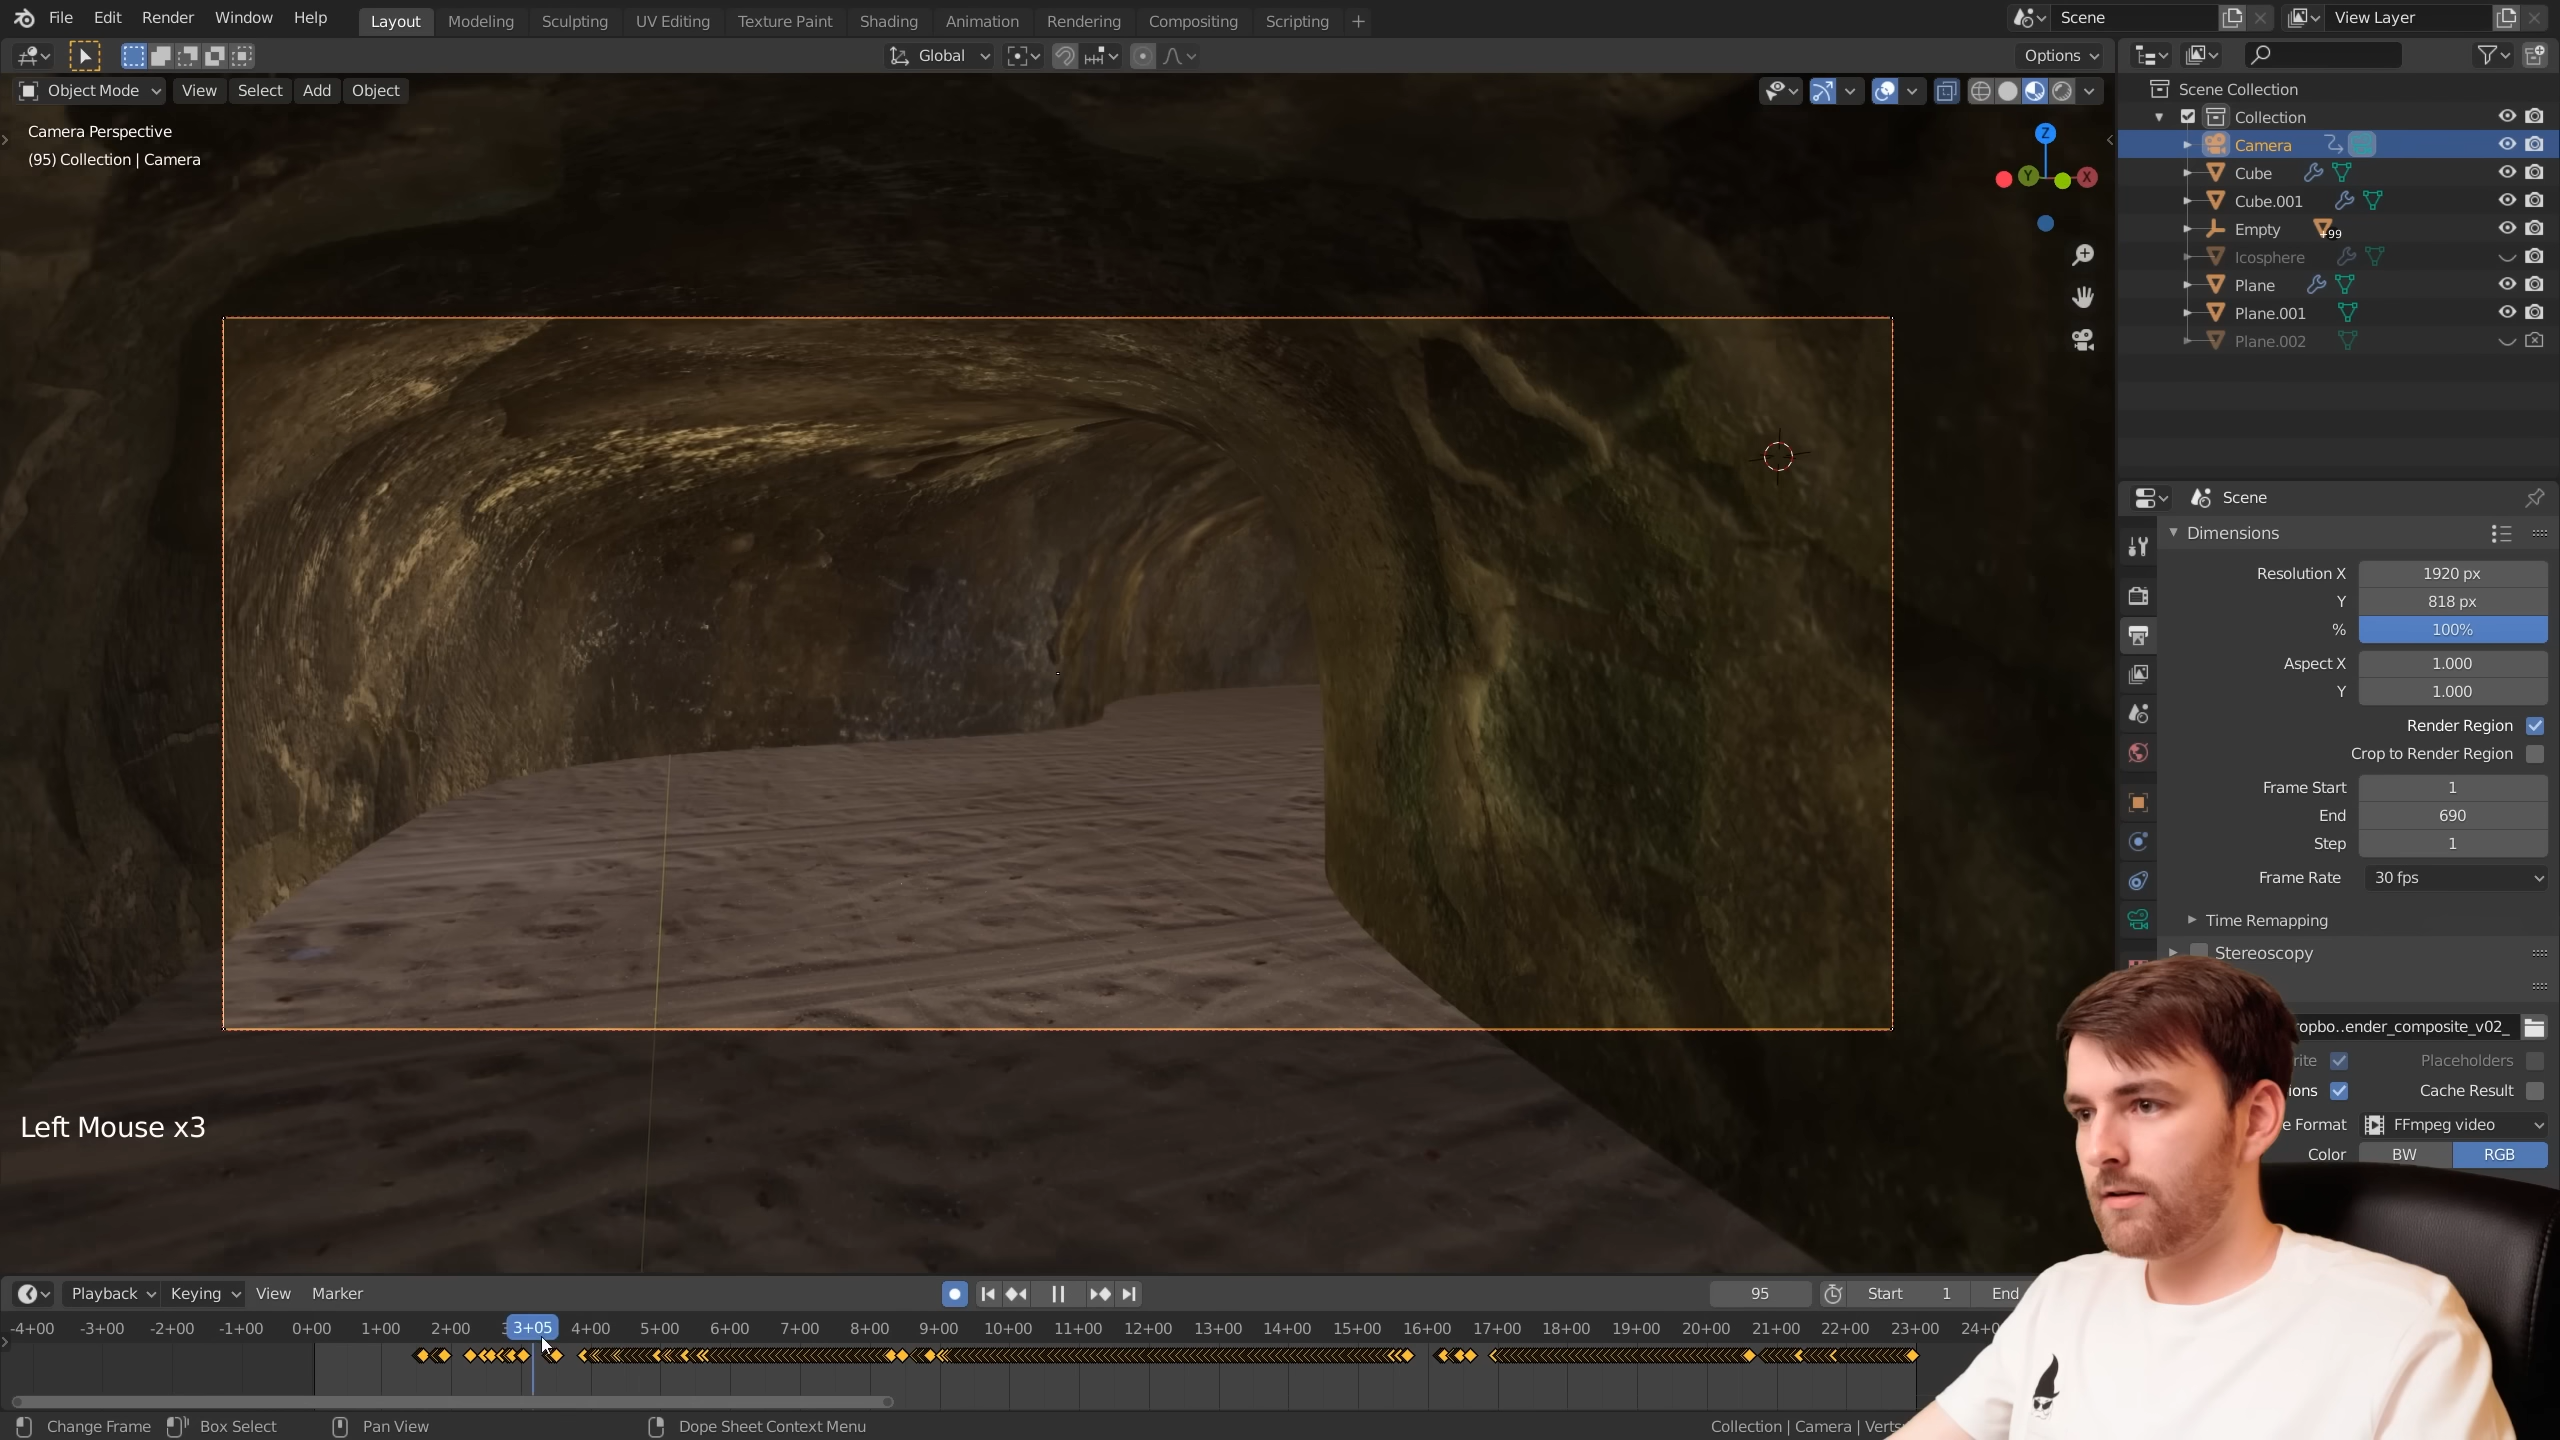 File Edit Render Window Help Layout Modeling Sculpting UV Editing Texture Paint Shading Animation Rendering Compositing Scripting + Scene View Layer
Global Options
Object Mode View Select Add Object
Camera Perspective
(95) Collection | Camera
Z
Y
X
Scene Collection
Collection
Camera
Cube
Cube.001
Empty +99
Icosphere
Plane
Plane.001
Plane.002
Scene
Dimensions
Resolution X 1920 px
Y 818 px
% 100%
Aspect X 1.000
Y 1.000
Render Region
Crop to Render Region
Frame Start 1
End 690
Step 1
Frame Rate 30 fps
Time Remapping
Stereoscopy
ropbo..ender_composite_v02_
rite Placeholders
ions Cache Result
e Format FFmpeg video
Color BW RGB
Left Mouse x3
Playback Keying View Marker 95 Start 1 End
-4+00 -3+00 -2+00 -1+00 0+00 1+00 2+00 3+05 4+00 5+00 6+00 7+00 8+00 9+00 10+00 11+00 12+00 13+00 14+00 15+00 16+00 17+00 18+00 19+00 20+00 21+00 22+00 23+00 24+0
Change Frame Box Select Pan View Dope Sheet Context Menu Collection | Camera | Verts